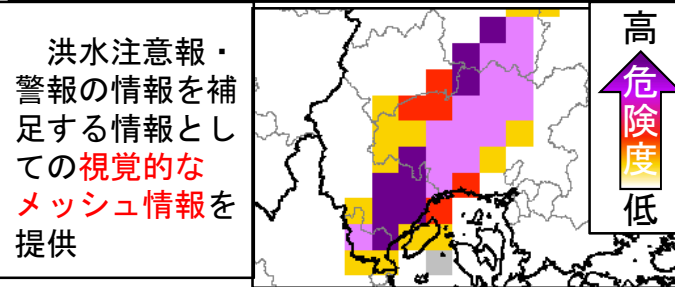 洪水注意報・
警報の情報を補
足する情報とし
ての視覚的な
メッシュ情報を
提供
高
危険度
低